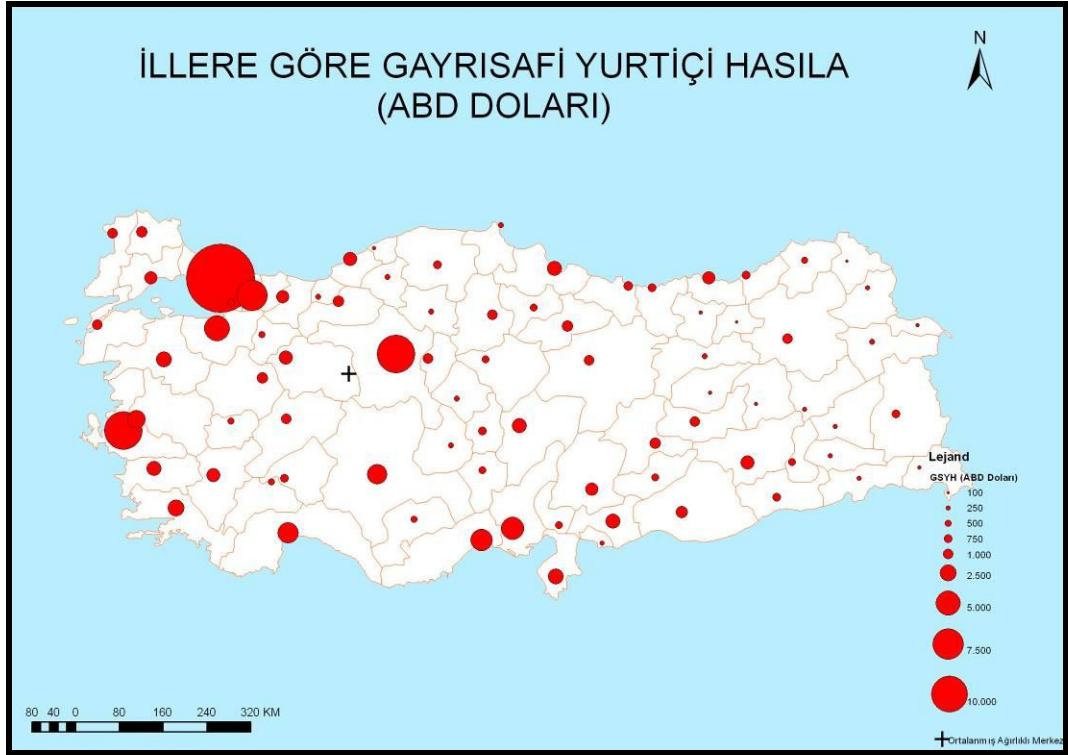 İLLERE GÖRE GAYRISAFİ YURTİÇİ HASILA
(ABD DOLARI)
N
Lejand
GSYH (ABD Doları)
100
250
500
750
1.000
2.500
5.000
7.500
10.000
Ortalanmış Ağırlıklı Merkez
80 40 0 80 160 240 320 KM